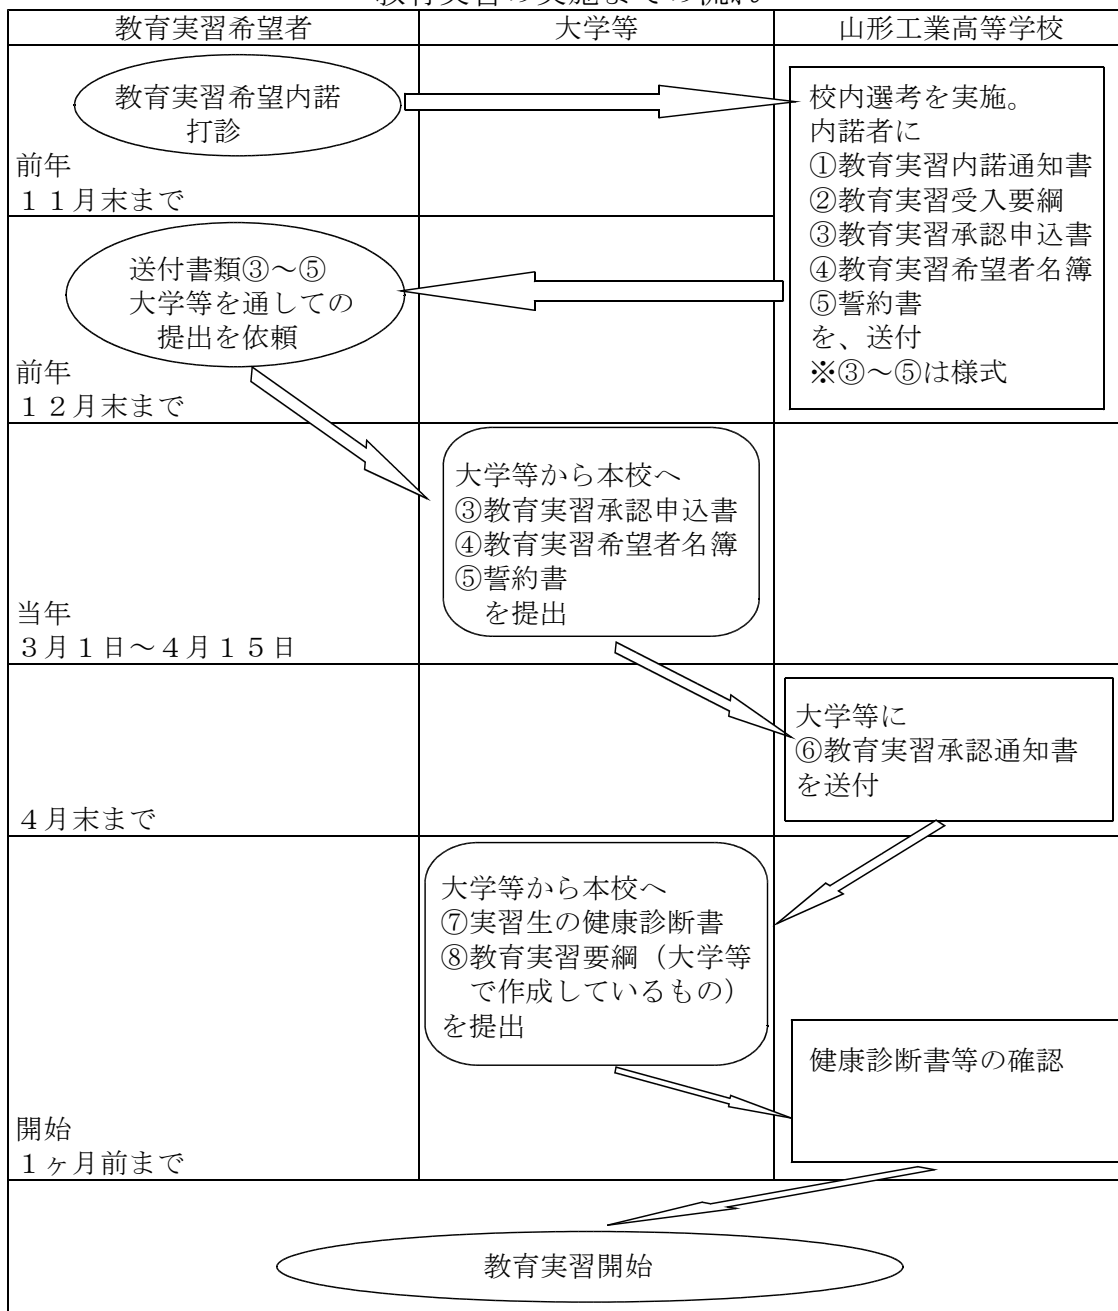 教育実習希望者 大学等 山形工業高等学校
教育実習希望内諾
打診
前年
１１月末まで
校内選考を実施。
内諾者に
①教育実習内諾通知書
②教育実習受入要綱
③教育実習承認申込書
④教育実習希望者名簿
⑤誓約書
を、送付
※③～⑤は様式
送付書類③～⑤
大学等を通しての
提出を依頼
前年
１２月末まで
大学等から本校へ
③教育実習承認申込書
④教育実習希望者名簿
⑤誓約書
を提出
当年
３月１日～４月１５日
大学等に
⑥教育実習承認通知書
を送付
４月末まで
大学等から本校へ
⑦実習生の健康診断書
⑧教育実習要綱（大学等
で作成しているもの）
を提出
健康診断書等の確認
開始
１ヶ月前まで
教育実習開始